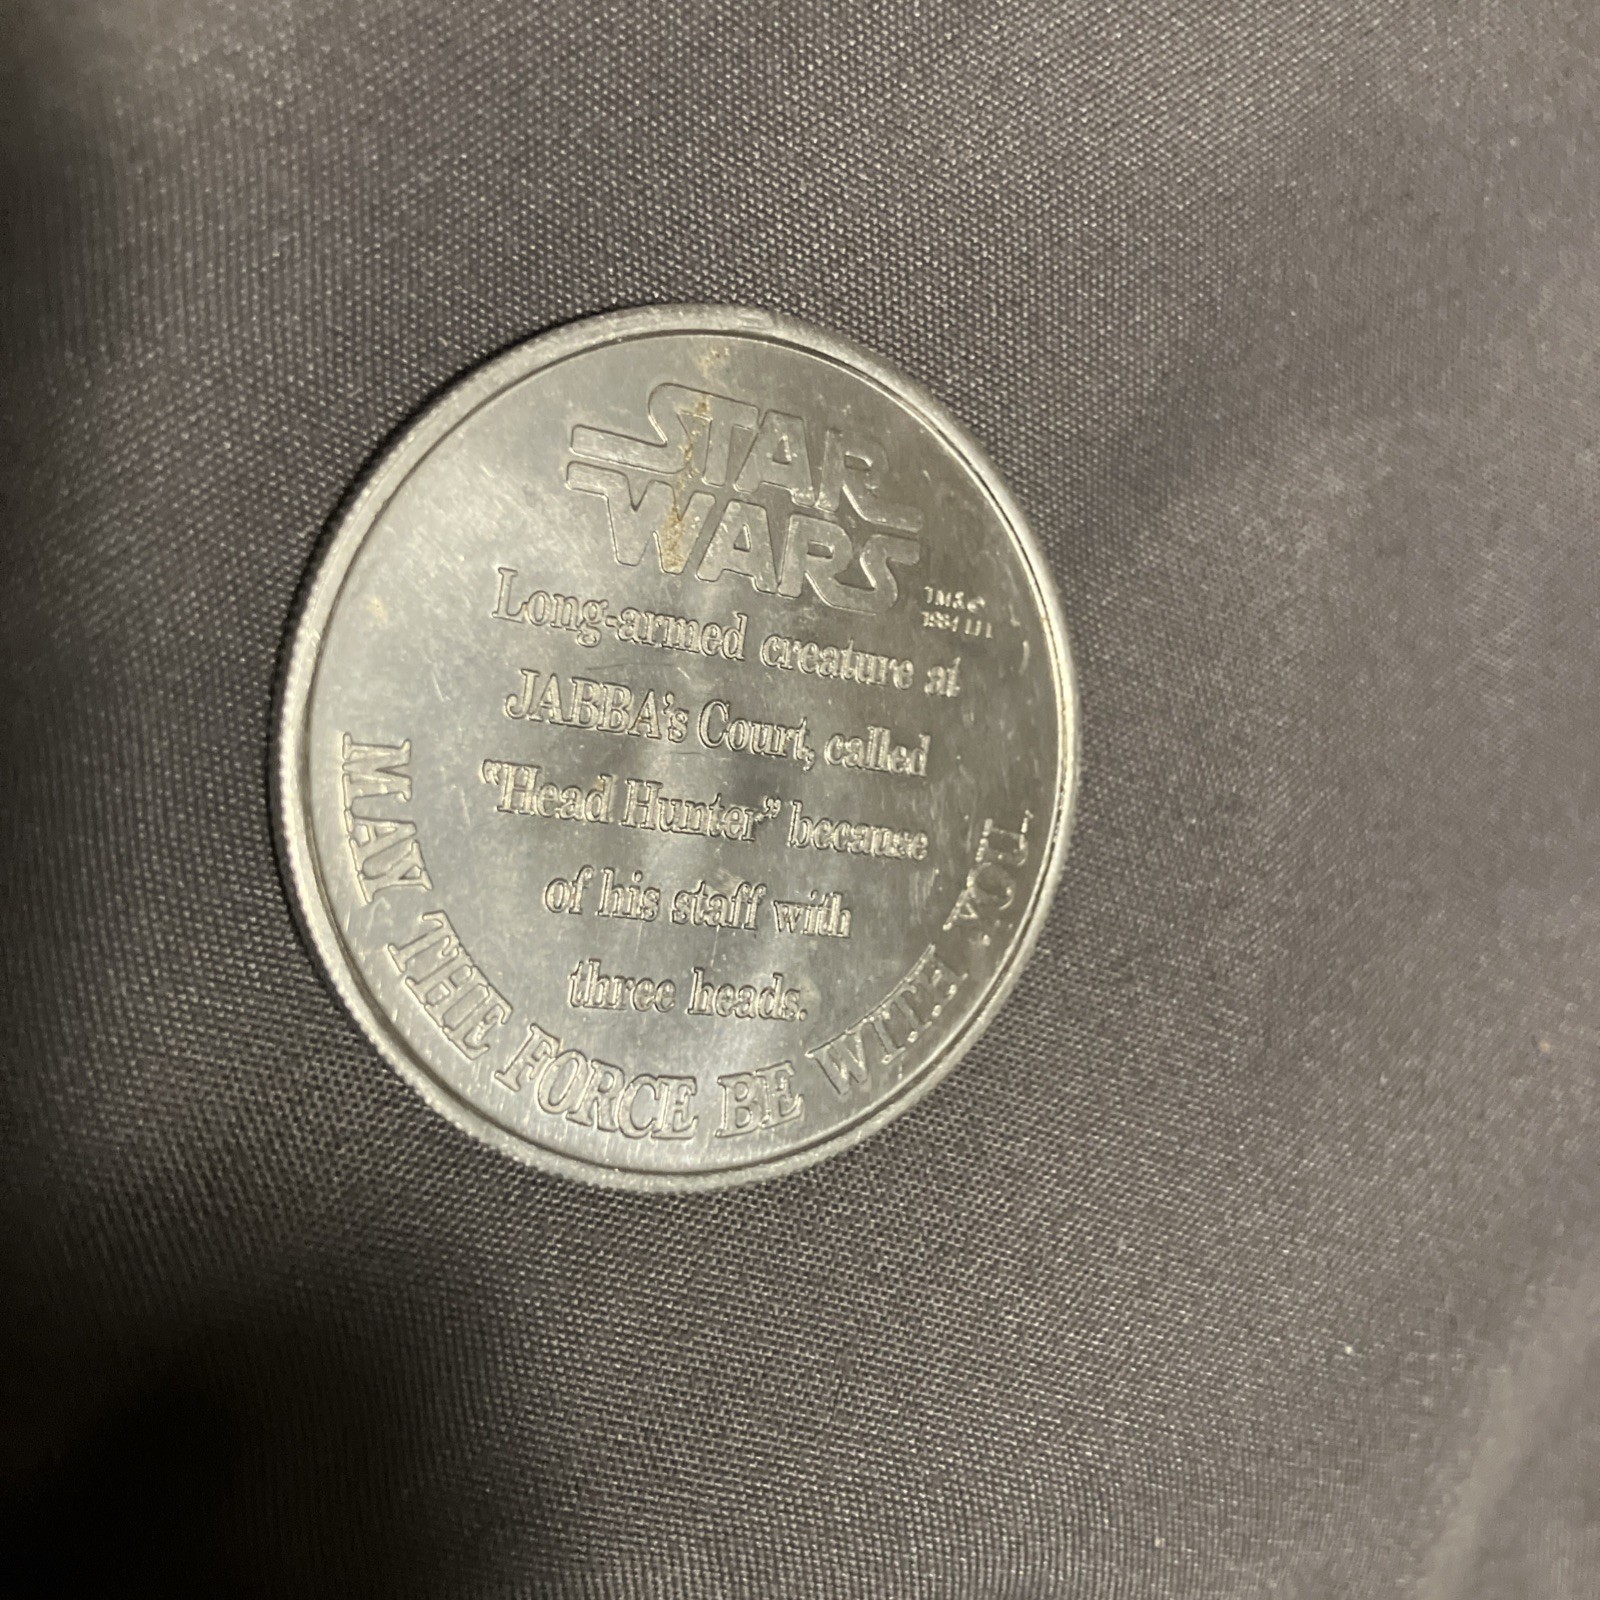 STAR
WARS
TM&©
1984 LFL
Long-armed creature at
JABBA's Court, called
"Head Hunter" because
of his staff with
three heads.
MAY THE FORCE BE WITH YOU